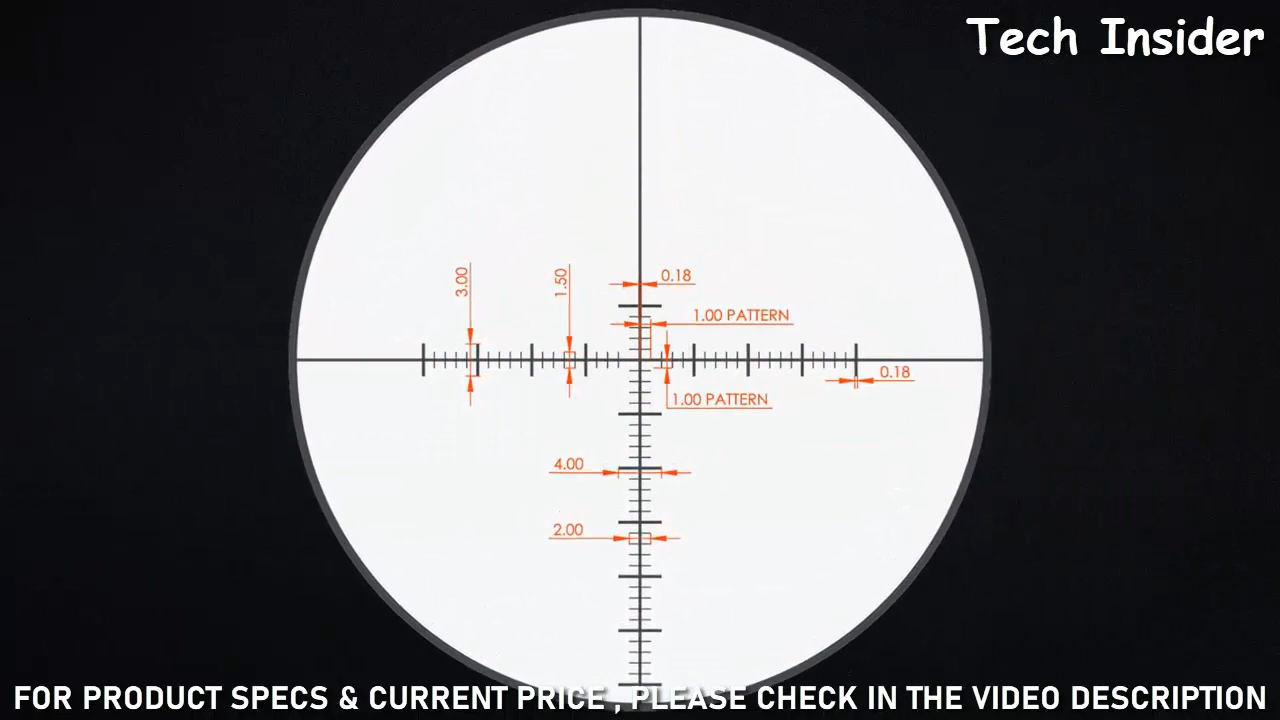 Tech Insider
3.00
1.50
0.18
1.00 PATTERN
0.18
1.00 PATTERN
4.00
2.00
FOR PRODUCT SPECS & CURRENT PRICE , PLEASE CHECK IN THE VIDEO DESCRIPTION